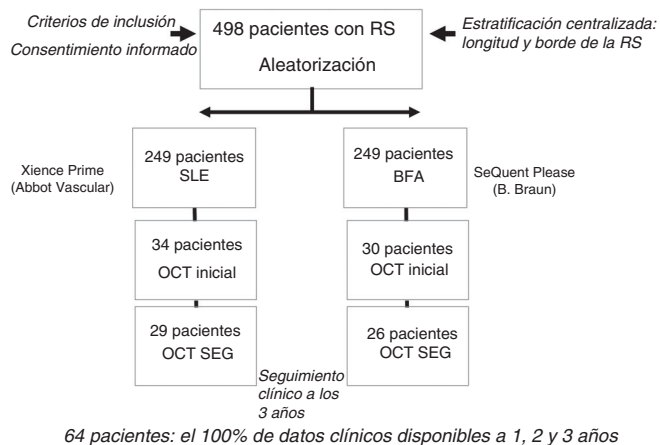 Criterios de inclusión
Consentimiento informado
498 pacientes con RS
Aleatorización
Estratificación centralizada:
longitud y borde de la RS
Xience Prime
(Abbot Vascular)
249 pacientes
SLE
249 pacientes
BFA
SeQuent Please
(B. Braun)
34 pacientes
OCT inicial
30 pacientes
OCT inicial
29 pacientes
OCT SEG
26 pacientes
OCT SEG
Seguimiento
clínico a los
3 años
64 pacientes: el 100% de datos clínicos disponibles a 1, 2 y 3 años